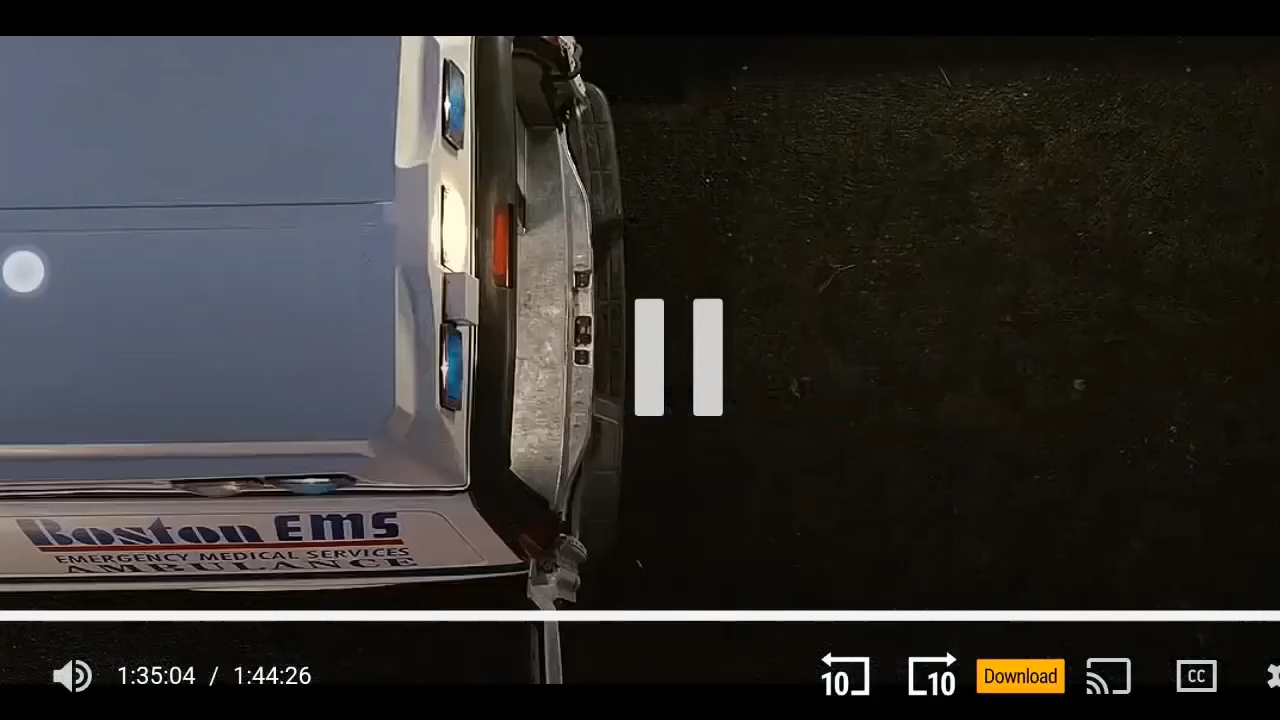 Boston EMS
EMERGENCY MEDICAL SERVICES
AMBULANCE
1:35:04 / 1:44:26
10
10
Download
CC